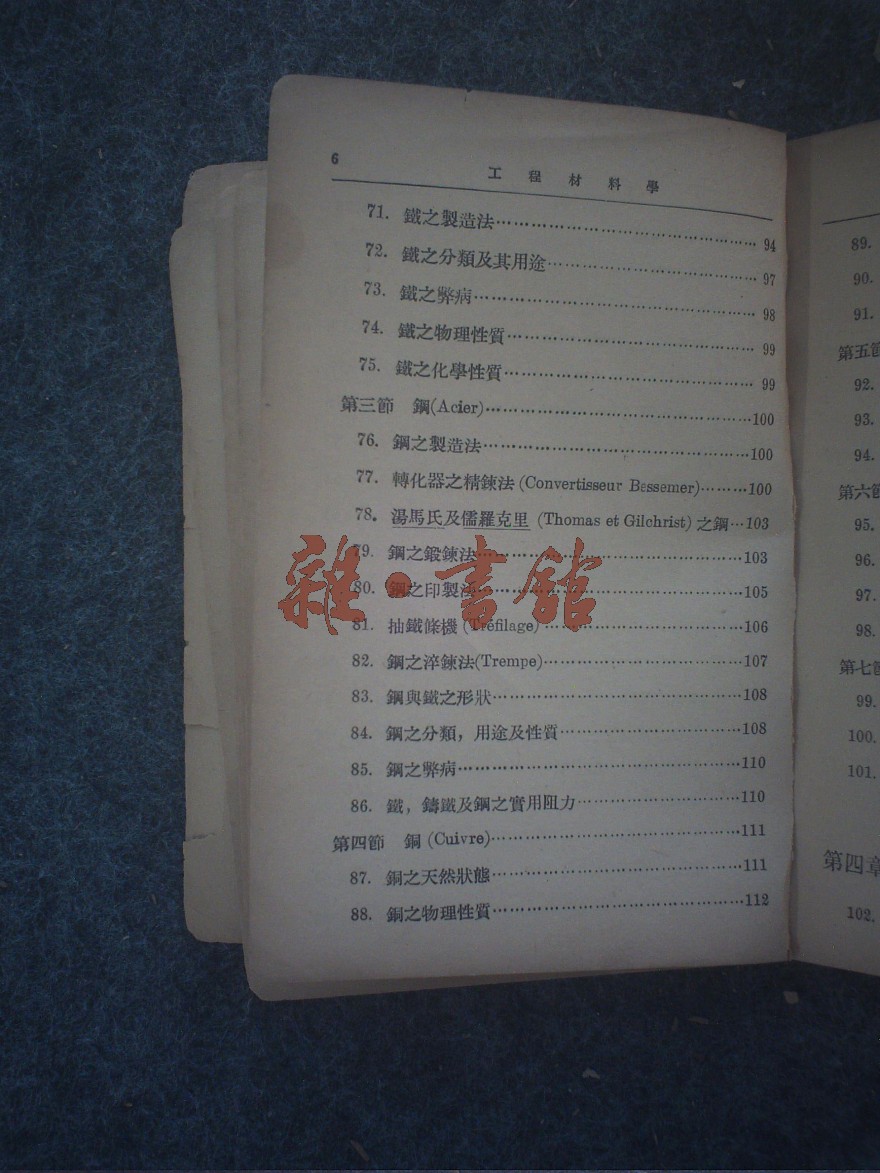 6 工程材料學
71. 鐵之製造法 94
72. 鐵之分類及其用途 97
73. 鐵之弊病 98
74. 鐵之物理性質 99
75. 鐵之化學性質 99
第三節 鋼(Acier) 100
76. 鋼之製造法 100
77. 轉化器之精鍊法 (Convertisseur Bessemer) 100
78. 湯馬氏及儒羅克里 (Thomas et Gilchrist) 之鋼 103
79. 鋼之鍛鍊法 103
80. 鋼之印製法 105
81. 抽鐵條機 (Tréfilage) 106
82. 鋼之淬鍊法(Trempe) 107
83. 鋼與鐵之形狀 108
84. 鋼之分類，用途及性質 108
85. 鋼之弊病 110
86. 鐵，鑄鐵及鋼之實用阻力 110
第四節 銅 (Cuivre) 111
87. 銅之天然狀態 111
88. 銅之物理性質 112
雜·書館
89.
90.
91.
第五節
92.
93.
94.
第六節
95.
96.
97.
98.
第七節
99.
100.
101.
第四章
102.